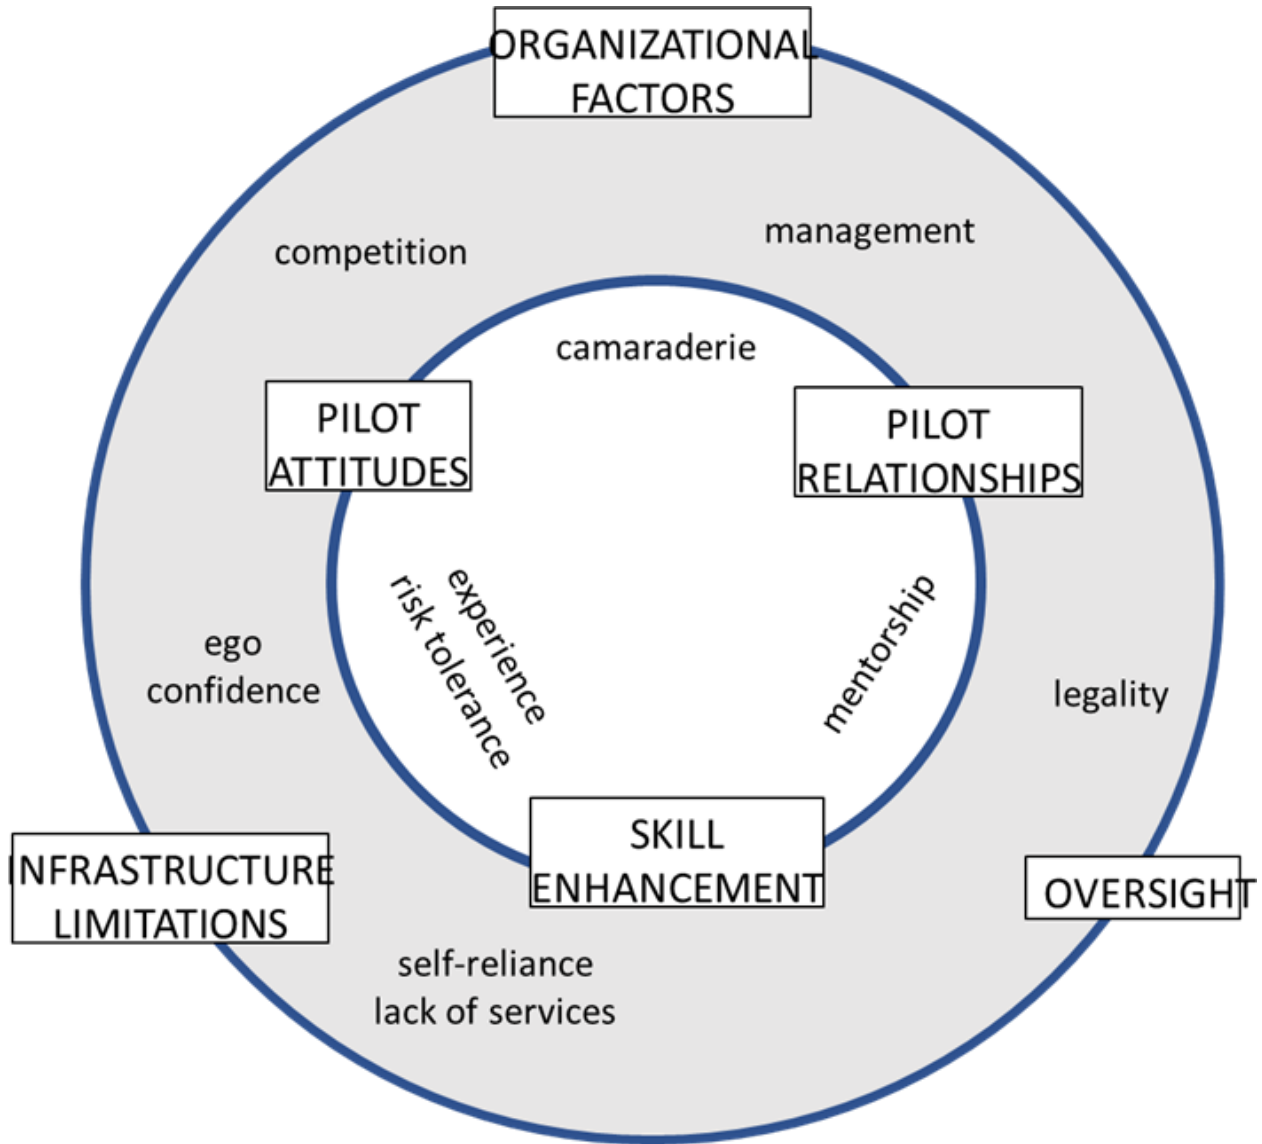 ORGANIZATIONAL
FACTORS
competition
management
camaraderie
PILOT
ATTITUDES
PILOT
RELATIONSHIPS
experience
risk tolerance
mentorship
ego
confidence
legality
SKILL
ENHANCEMENT
INFRASTRUCTURE
LIMITATIONS
OVERSIGHT
self-reliance
lack of services